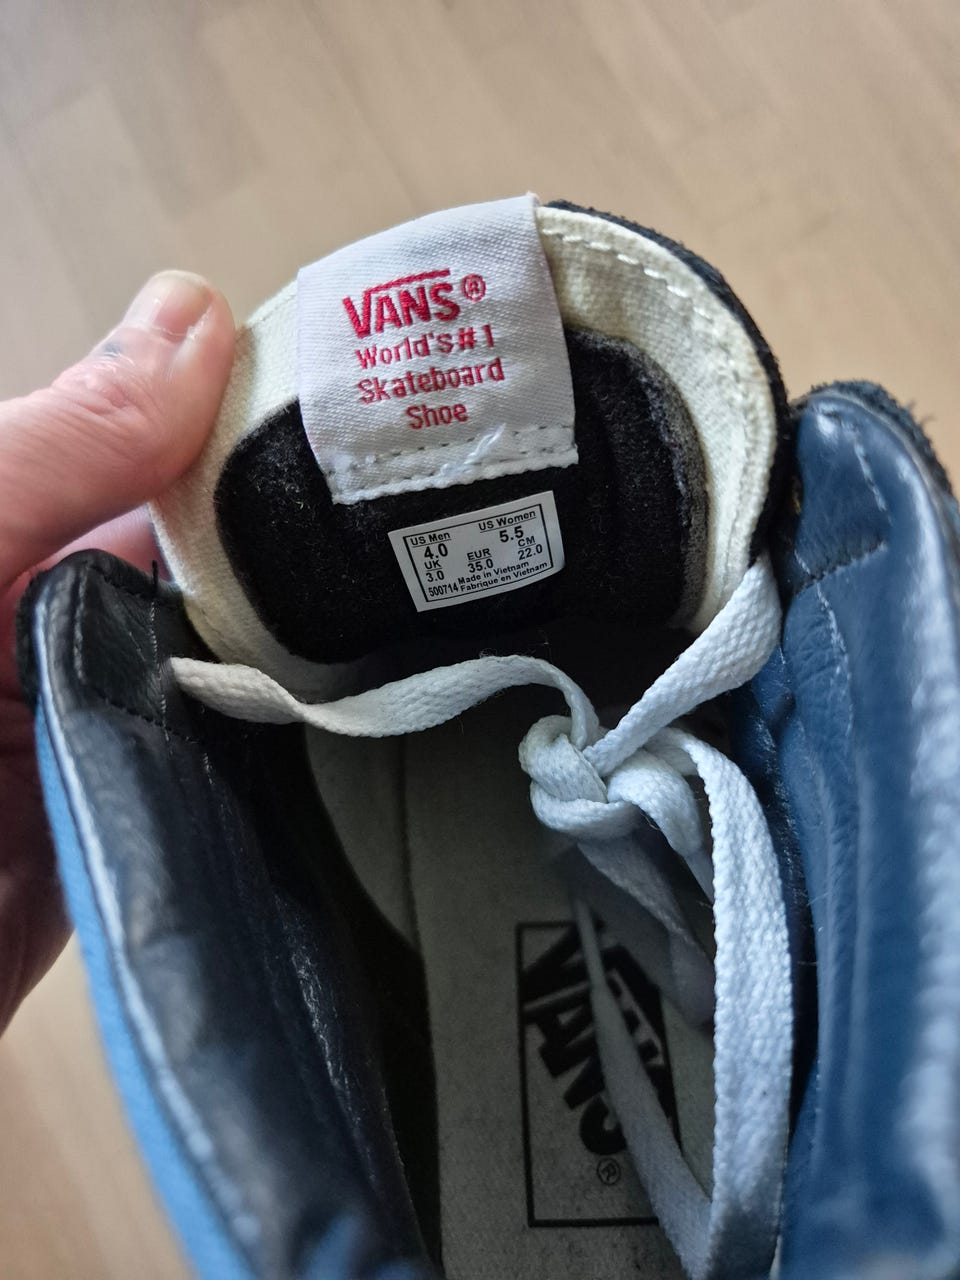 VANS®
World's #1
Skateboard
Shoe
US Men US Women
4.0 5.5
UK EUR CM
3.0 35.0 22.0
500714 Made in Vietnam
Fabriqué en Vietnam
VANS®